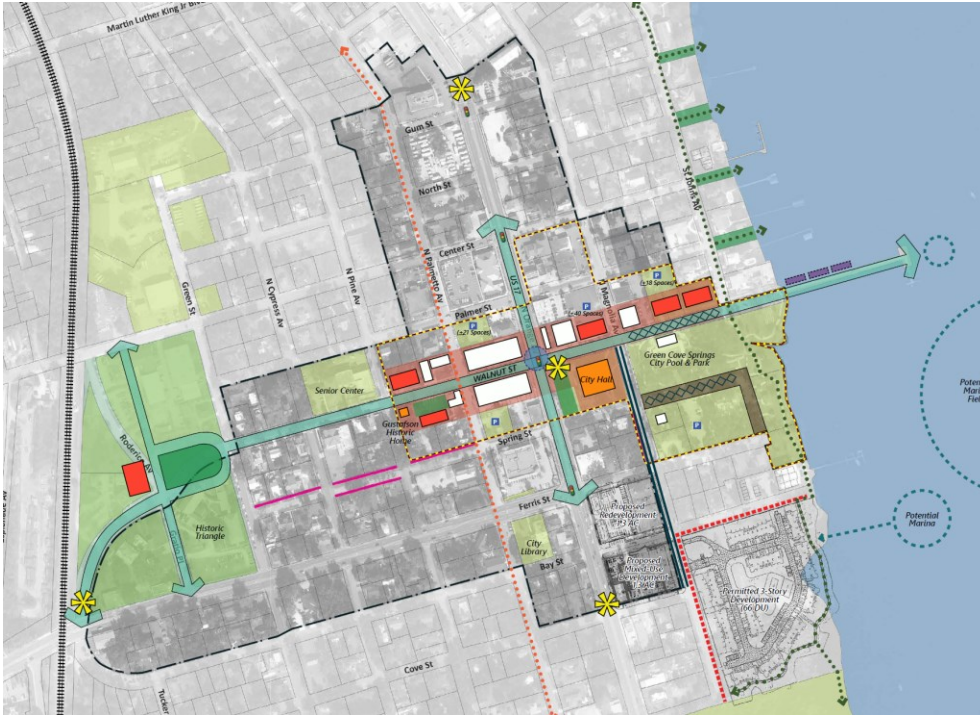 Martin Luther King Jr Blvd
Gum St
North St
St Johns Av
Center St
N Palmetto Av
N Pine Av
N Cypress Av
Green St
US 17
N Magnolia Av
P
(±18 Spaces)
Palmer St
P
(±21 Spaces)
P
(±40 Spaces)
WALNUT ST
Senior Center
City Hall
Green Cove Springs
City Pool & Park
Gustafson
Historic
Home
P
P
Spring St
Roderigo Av
Ferris St
Historic
Triangle
City
Library
Proposed
Redevelopment
Bay St
Proposed
Mixed-Use
Development
Potential
Marina
Permitted 3-Story
Development
(66 DU)
Cove St
Tucker